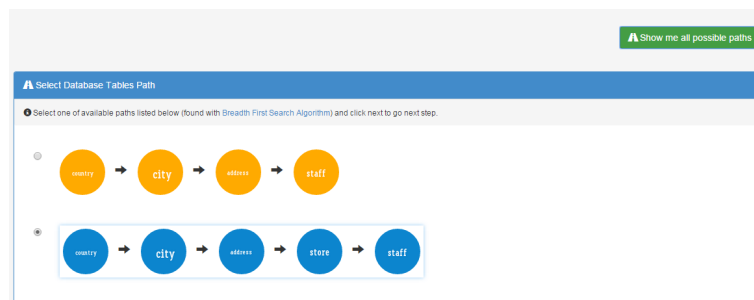 Show me all possible paths
Select Database Tables Path
Select one of available paths listed below (found with Breadth First Search Algorithm) and click next to go next step.
country city address staff
country city address store staff